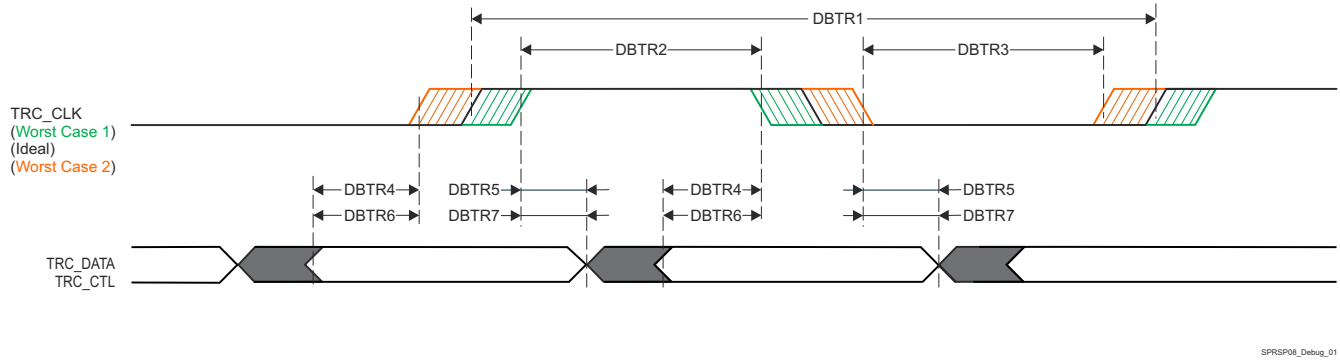 DBTR1
DBTR2
DBTR3
TRC_CLK
(Worst Case 1)
(Ideal)
(Worst Case 2)
DBTR4
DBTR5
DBTR4
DBTR5
DBTR6
DBTR7
DBTR6
DBTR7
TRC_DATA
TRC_CTL
SPRSP08_Debug_01